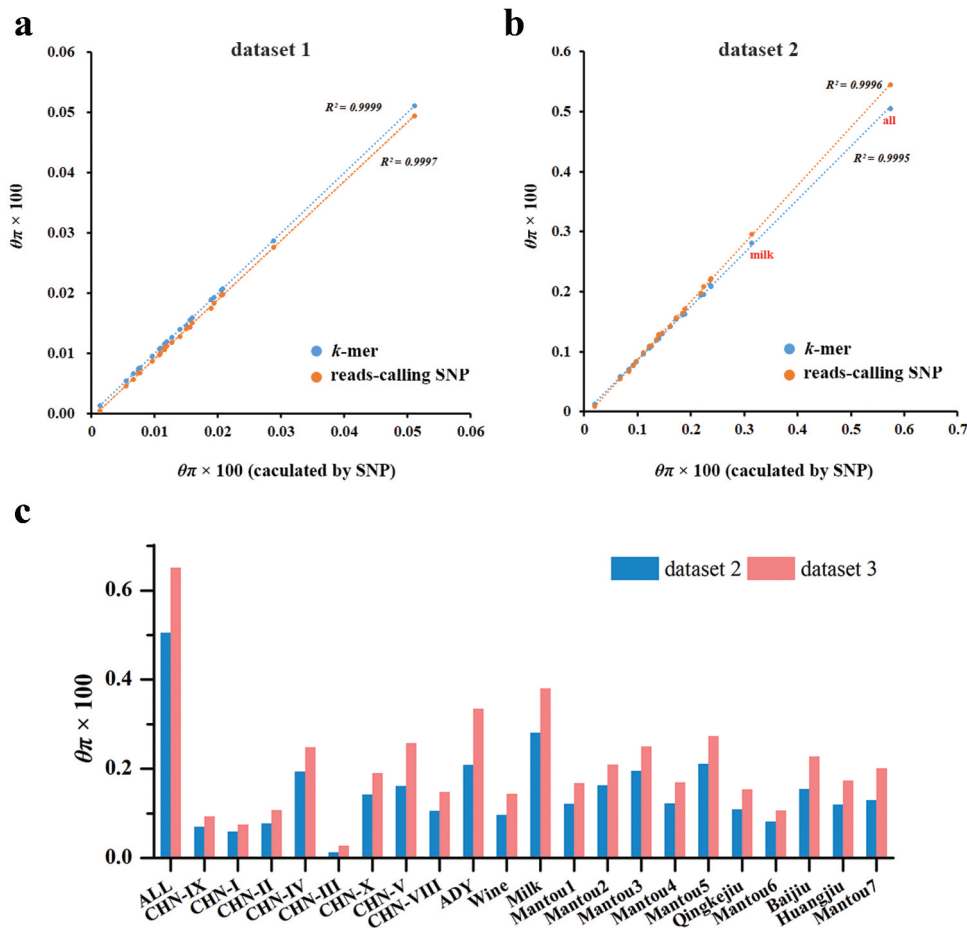 a
dataset 1
0.06
0.05
0.04
0.03
0.02
0.01
0.00
θπ × 100
R² = 0.9999
R² = 0.9997
k-mer
reads-calling SNP
0
0.01
0.02
0.03
0.04
0.05
0.06
θπ × 100 (caculated by SNP)
b
dataset 2
0.6
0.5
0.4
0.3
0.2
0.1
0
θπ × 100
R² = 0.9996
all
R² = 0.9995
milk
k-mer
reads-calling SNP
0
0.1
0.2
0.3
0.4
0.5
0.6
0.7
θπ × 100 (caculated by SNP)
c
dataset 2
dataset 3
0.6
0.4
0.2
0.0
θπ × 100
ALL
CHN-IX
CHN-I
CHN-II
CHN-IV
CHN-III
CHN-X
CHN-V
CHN-VIII
ADY
Wine
Milk
Mantou1
Mantou2
Mantou3
Mantou4
Mantou5
Qingkejiu
Mantou6
Baijiu
Huangjiu
Mantou7